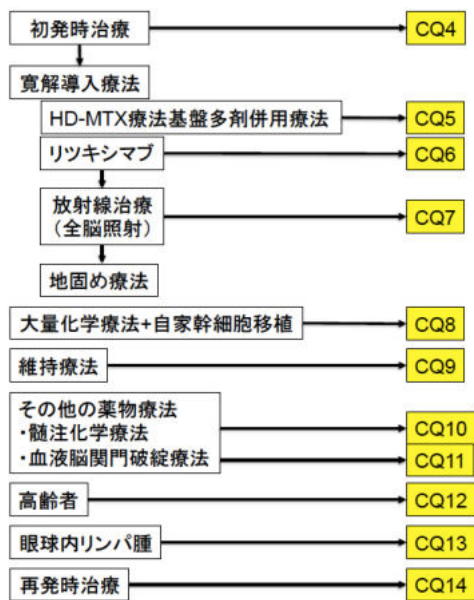 初発時治療 CQ4
寛解導入療法
HD-MTX療法基盤多剤併用療法 CQ5
リツキシマブ CQ6
放射線治療
（全脳照射） CQ7
地固め療法
大量化学療法+自家幹細胞移植 CQ8
維持療法 CQ9
その他の薬物療法
・髄注化学療法 CQ10
・血液脳関門破綻療法 CQ11
高齢者 CQ12
眼球内リンパ腫 CQ13
再発時治療 CQ14